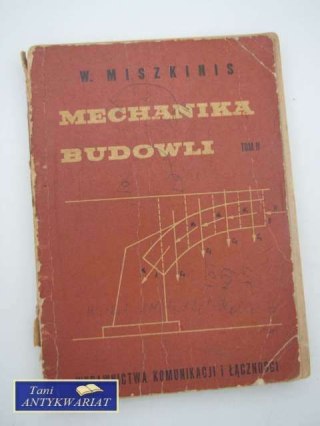 W. MISZKINIS
MECHANIKA
BUDOWLI TOM II
WYDAWNICTWA KOMUNIKACJI I ŁĄCZNOŚCI
Tani
ANTYKWARIAT